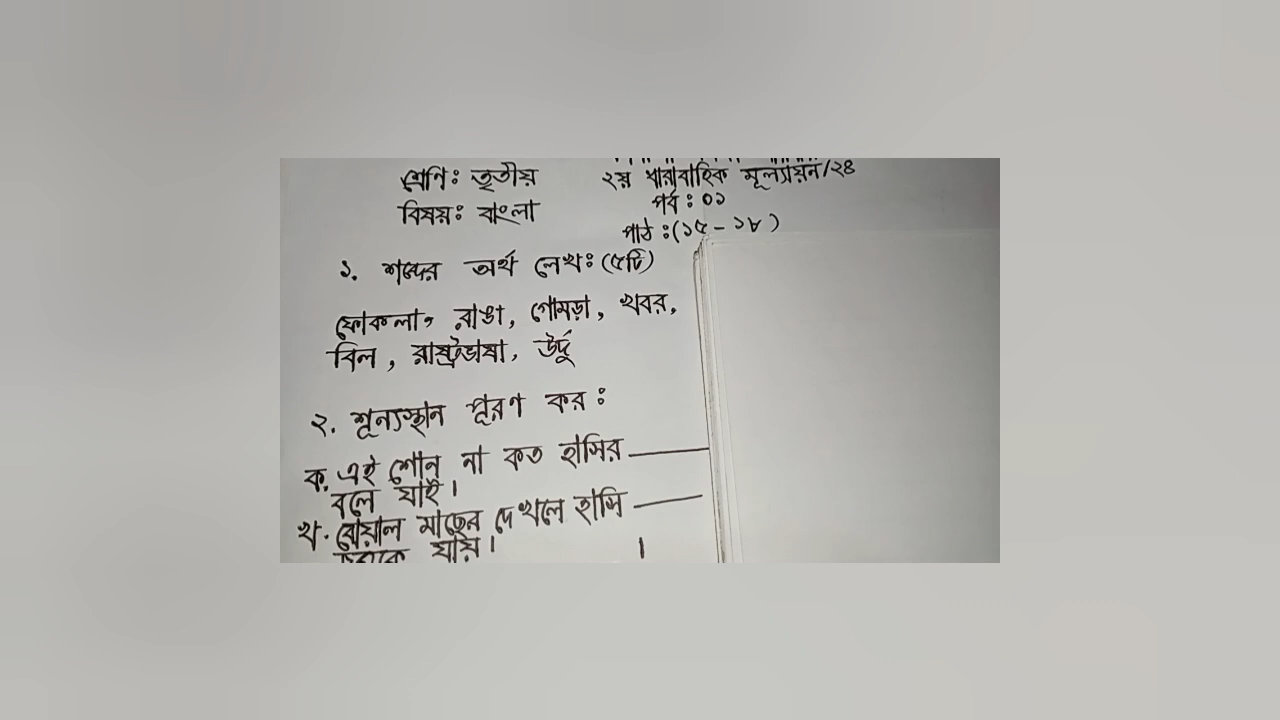 শ্রেণি: তৃতীয়
২য় ধারাবাহিক মূল্যায়ন/২৪
বিষয়: বাংলা
পর্ব: ০১
পাঠ :(১৫-১৮)
১. শব্দের অর্থ লেখ: (৫টি)
ফোকলা, রাঙা, গোমড়া, খবর,
বিল, রাষ্ট্রভাষা, উর্দু
২. শূন্যস্থান পূরণ কর:
ক. এই শোন না কত হাসির ———
বলে যাই।
খ. বোয়াল মাছের দেখলে হাসি ———
যায়।